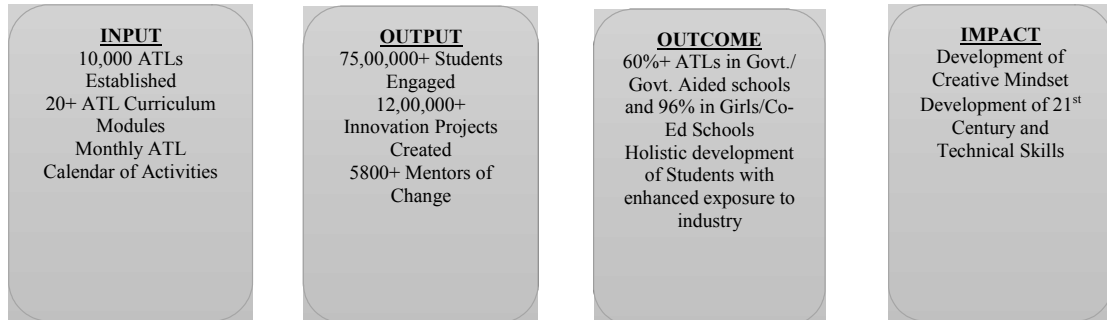 INPUT
10,000 ATLs
Established
20+ ATL Curriculum
Modules
Monthly ATL
Calendar of Activities
OUTPUT
75,00,000+ Students
Engaged
12,00,000+
Innovation Projects
Created
5800+ Mentors of
Change
OUTCOME
60%+ ATLs in Govt./
Govt. Aided schools
and 96% in Girls/Co-
Ed Schools
Holistic development
of Students with
enhanced exposure to
industry
IMPACT
Development of
Creative Mindset
Development of 21st
Century and
Technical Skills